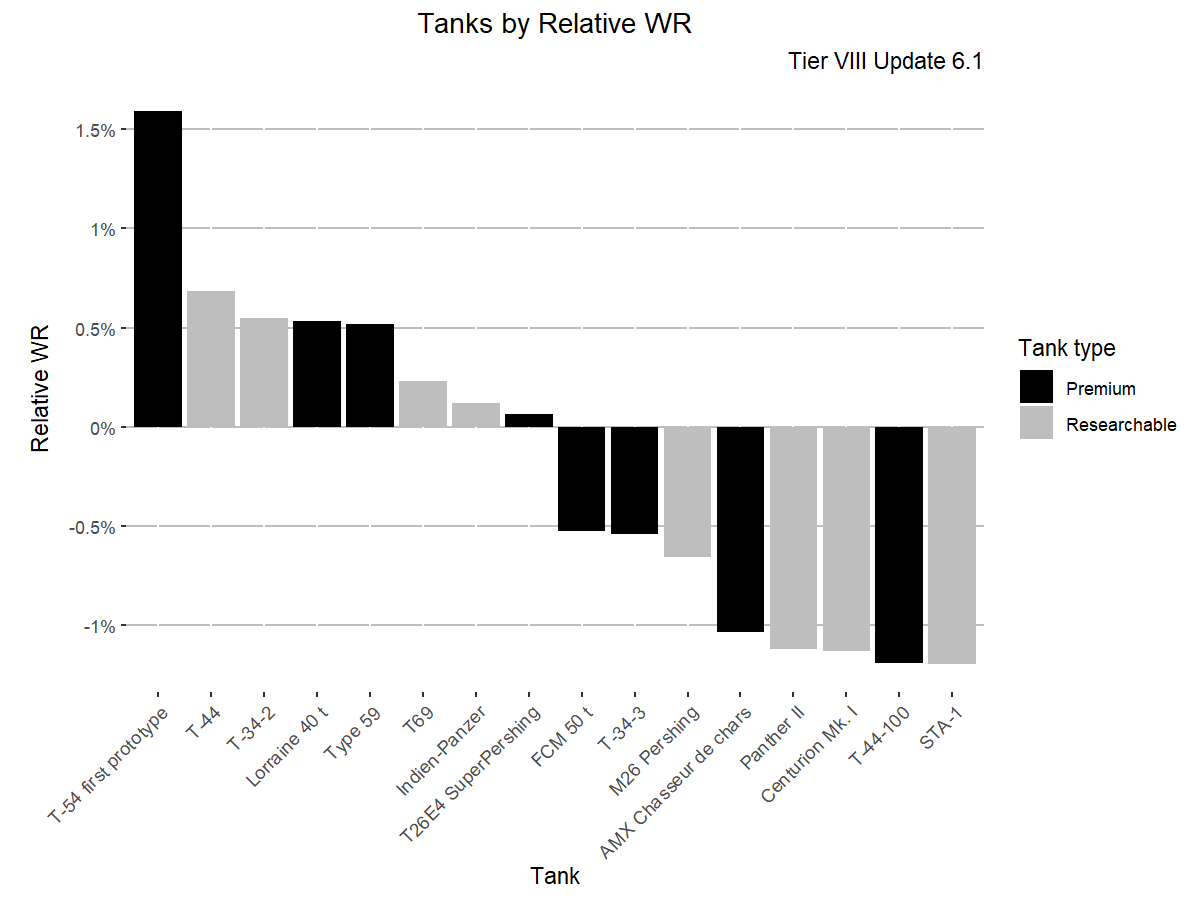 Tanks by Relative WR
Tier VIII Update 6.1
1.5%
1%
0.5%
0%
-0.5%
-1%
Relative WR
T-54 first prototype
T-44
T-34-2
Lorraine 40 t
Type 59
T69
Indien-Panzer
T26E4 SuperPershing
FCM 50 t
T-34-3
M26 Pershing
AMX Chasseur de chars
Panther II
Centurion Mk. I
T-44-100
STA-1
Tank
Tank type
Premium
Researchable